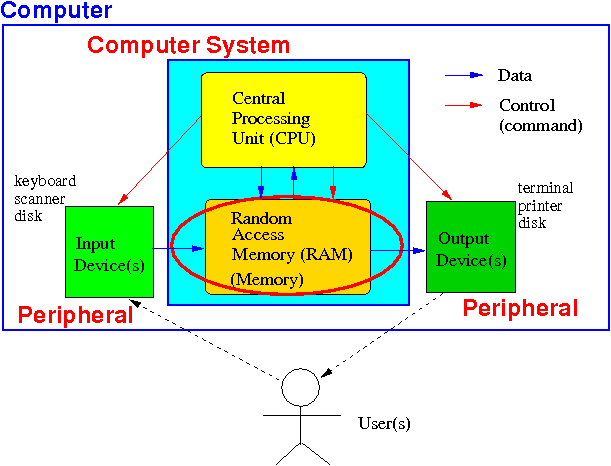 Computer
Computer System
Data
Control
(command)
Central
Processing
Unit (CPU)
keyboard
scanner
disk
terminal
printer
disk
Input
Device(s)
Random
Access
Memory (RAM)
(Memory)
Output
Device(s)
Peripheral
Peripheral
User(s)